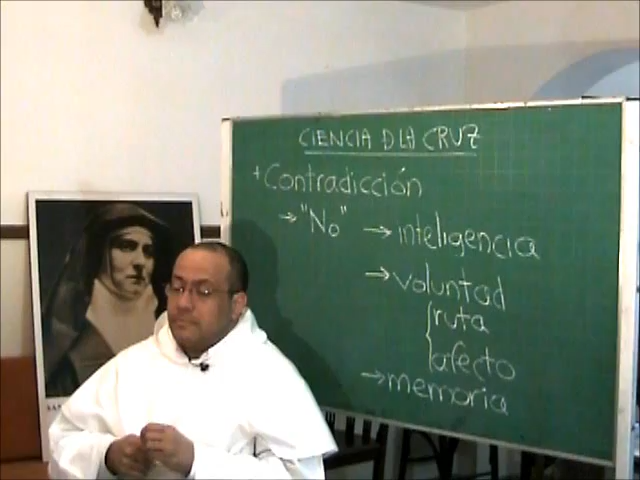 CIENCIA D LA CRUZ
+ Contradicción
→ "No" → inteligencia
→ voluntad
ruta
afecto
→ memoria